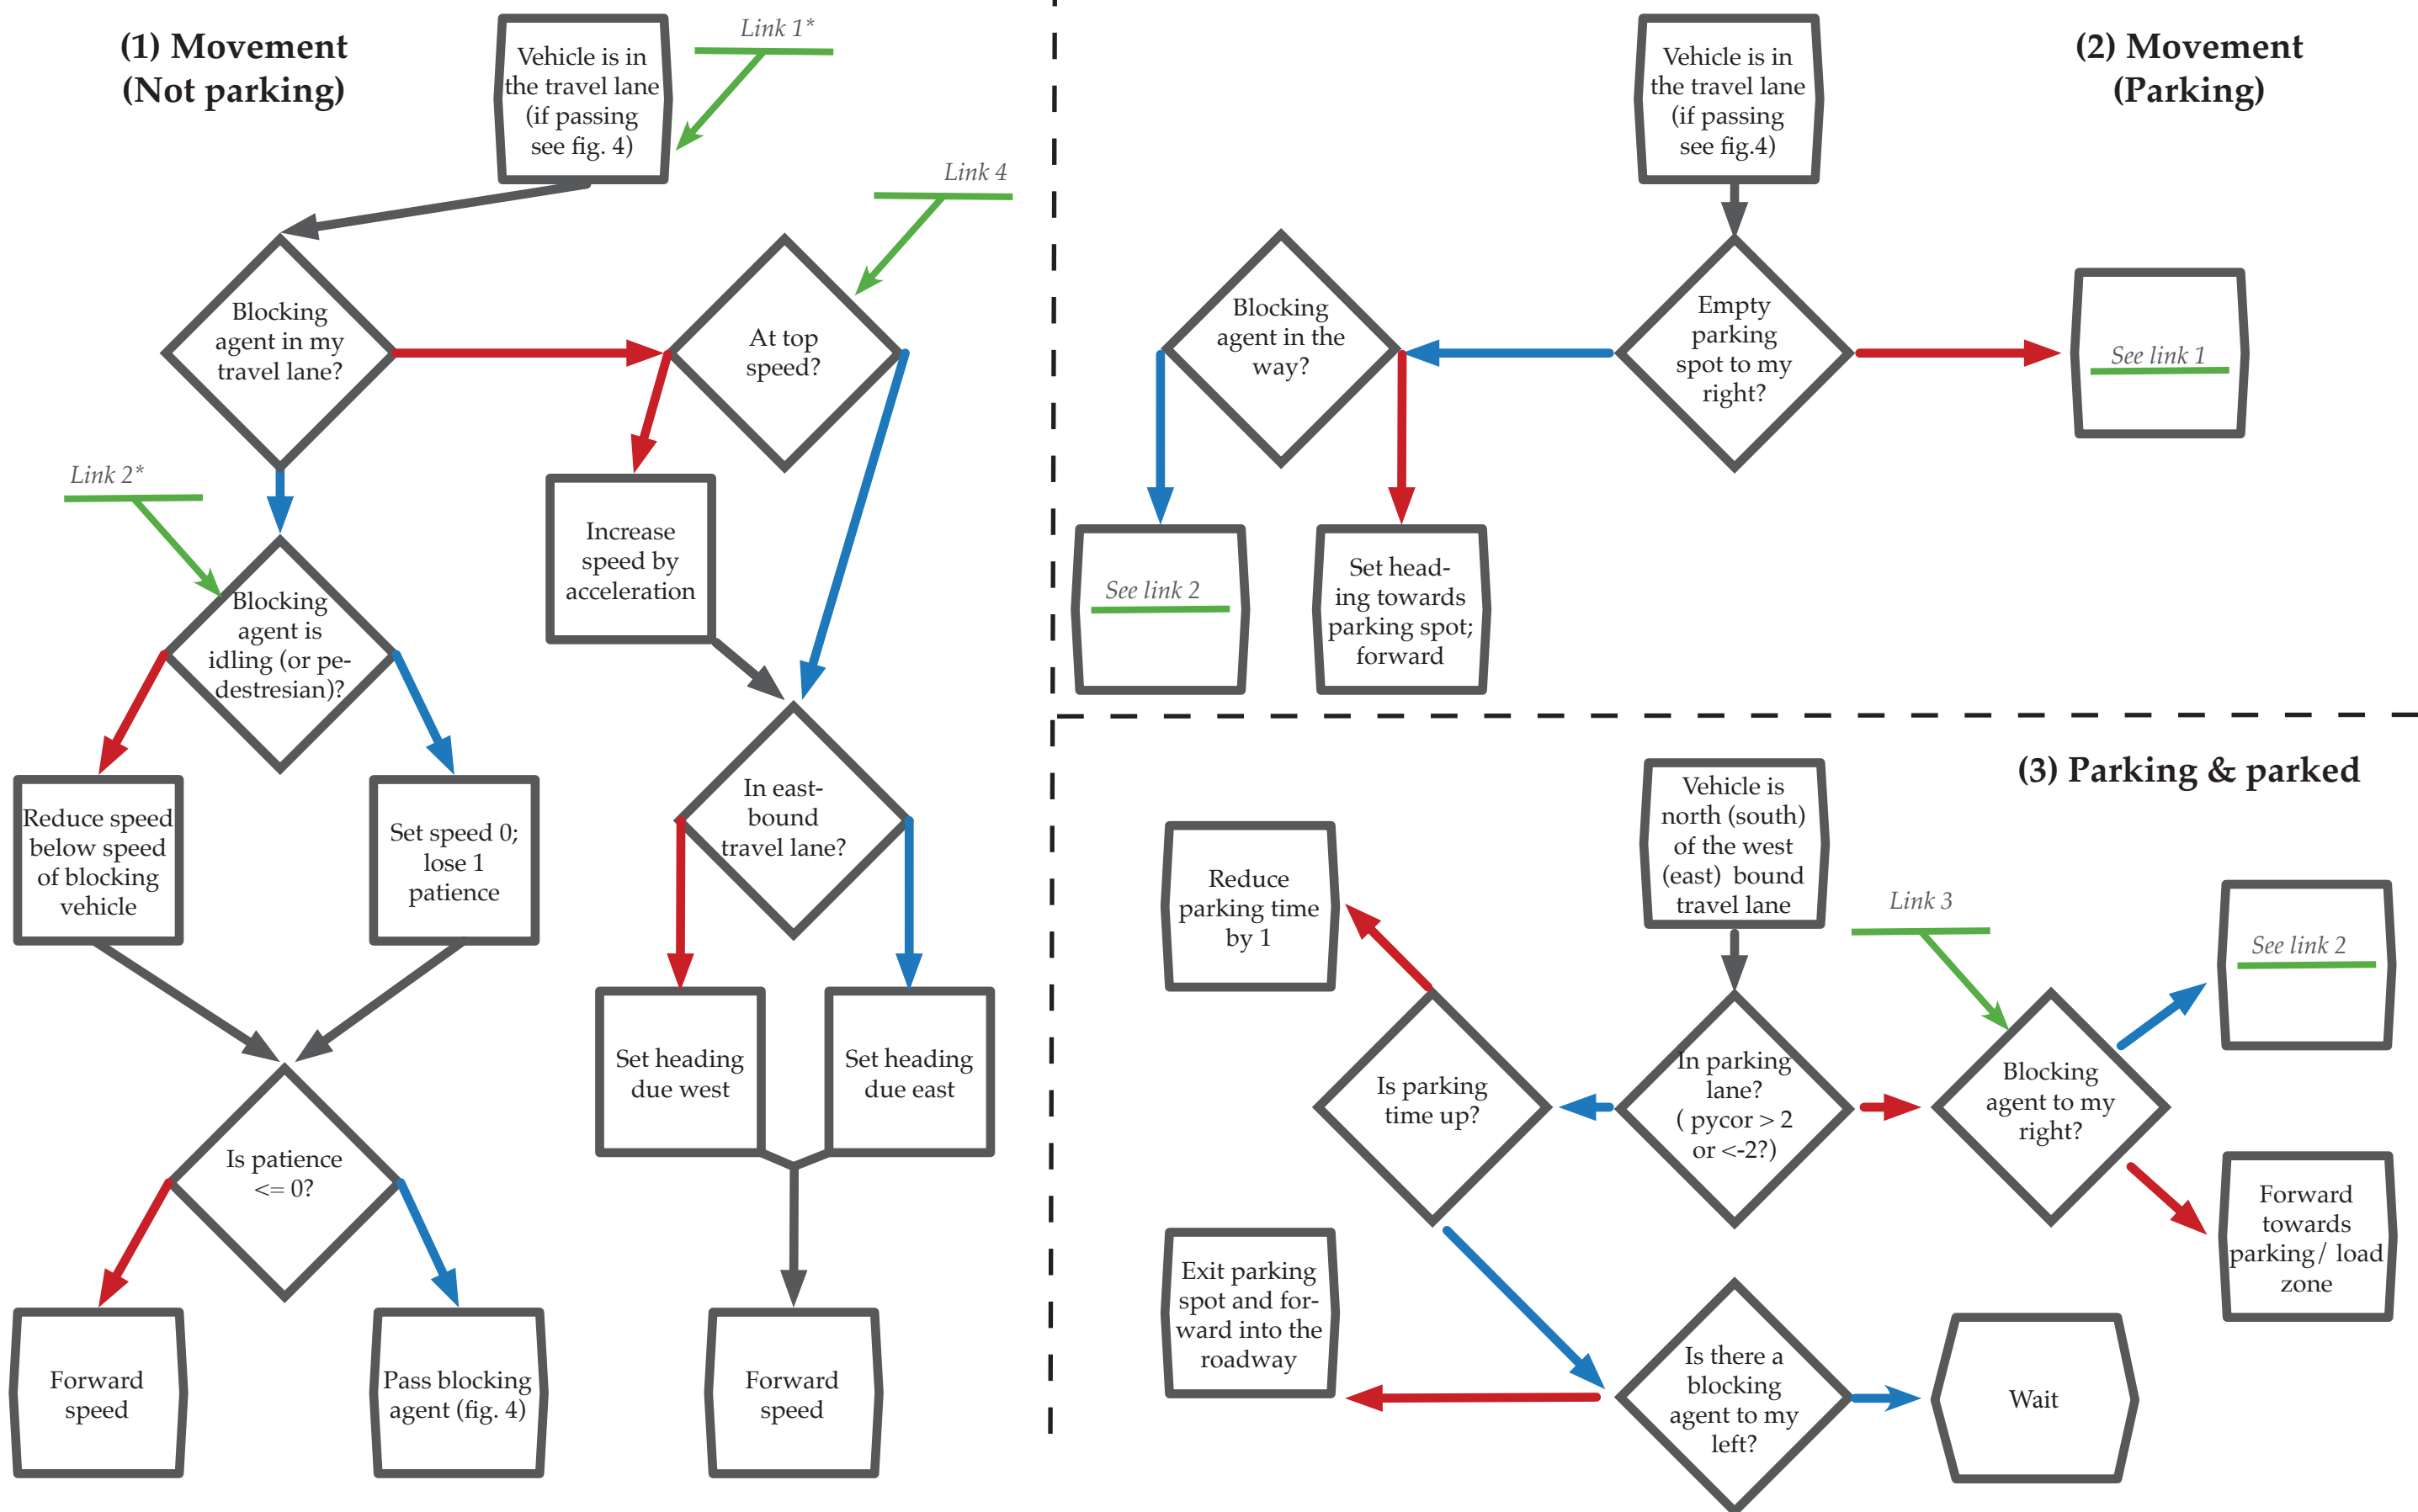 (1) Movement
(Not parking)
Vehicle is in
the travel lane
(if passing
see fig. 4)
Link 1*
Link 4
Blocking
agent in my
travel lane?
At top
speed?
Link 2*
Increase
speed by
acceleration
Blocking
agent is
idling (or pe-
destresian)?
Reduce speed
below speed
of blocking
vehicle
Set speed 0;
lose 1
patience
In east-
bound
travel lane?
Set heading
due west
Set heading
due east
Is patience
<= 0?
Forward
speed
Pass blocking
agent (fig. 4)
Forward
speed
(2) Movement
(Parking)
Vehicle is in
the travel lane
(if passing
see fig.4)
Blocking
agent in the
way?
Empty
parking
spot to my
right?
See link 1
See link 2
Set head-
ing towards
parking spot;
forward
(3) Parking & parked
Vehicle is
north (south)
of the west
(east) bound
travel lane
Reduce
parking time
by 1
Link 3
See link 2
Is parking
time up?
In parking
lane?
( pycor > 2
or <-2?)
Blocking
agent to my
right?
Forward
towards
parking/ load
zone
Exit parking
spot and for-
ward into the
roadway
Is there a
blocking
agent to my
left?
Wait